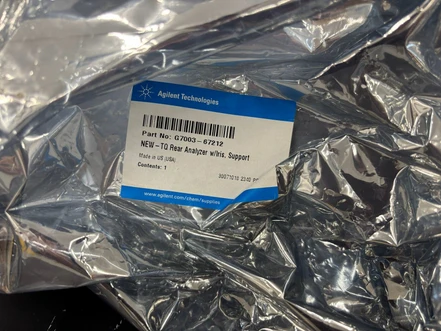 Agilent Technologies
Part No: G7003-67212
NEW-TQ Rear Analyzer w/Iris, Support
Made in US (USA)
Contents: 1
www.agilent.com/chem/supplies